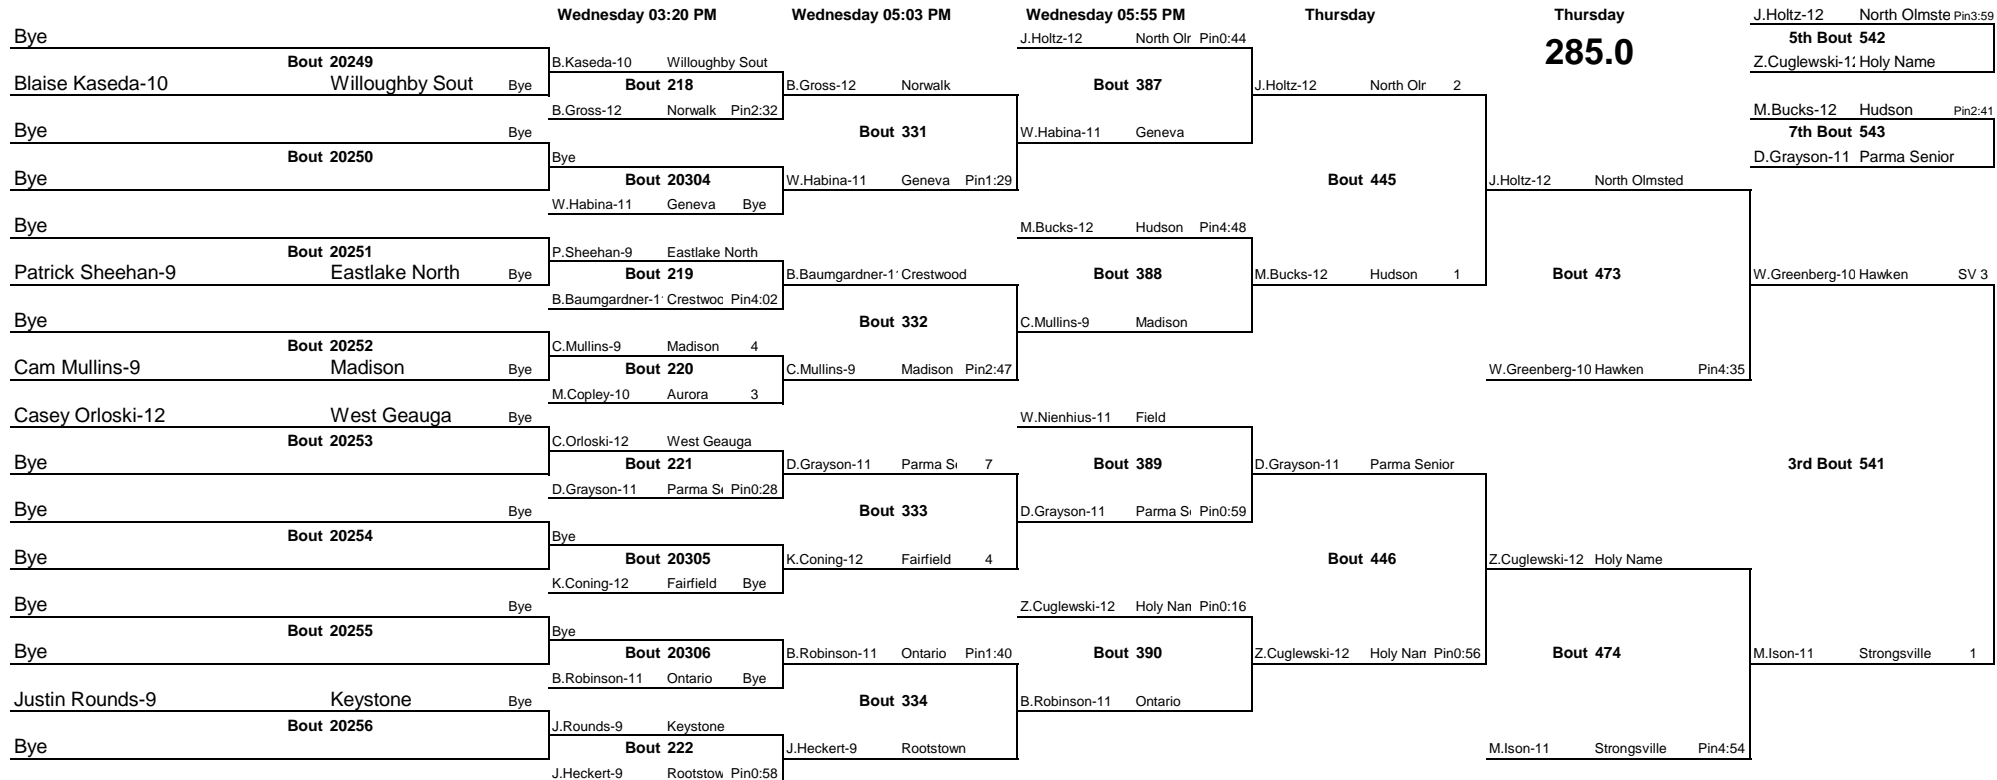 Wednesday 03:20 PM Wednesday 05:03 PM Wednesday 05:55 PM Thursday Thursday
285.0
Bye
Bout 20249
Blaise Kaseda-10 Willoughby Sout Bye
Bye Bye
Bout 20250
Bye
Bye
Bout 20251
Patrick Sheehan-9 Eastlake North Bye
Bye
Bout 20252
Cam Mullins-9 Madison Bye
Casey Orloski-12 West Geauga Bye
Bout 20253
Bye
Bye Bye
Bout 20254
Bye
Bye Bye
Bout 20255
Bye
Justin Rounds-9 Keystone Bye
Bout 20256
Bye
B.Kaseda-10 Willoughby Sout
Bout 218
B.Gross-12 Norwalk Pin2:32
Bye
Bout 20304
W.Habina-11 Geneva Bye
P.Sheehan-9 Eastlake North
Bout 219
B.Baumgardner-1 Crestwoo Pin4:02
C.Mullins-9 Madison 4
Bout 220
M.Copley-10 Aurora 3
C.Orloski-12 West Geauga
Bout 221
D.Grayson-11 Parma Se Pin0:28
Bye
Bout 20305
K.Coning-12 Fairfield Bye
Bye
Bout 20306
B.Robinson-11 Ontario Bye
J.Rounds-9 Keystone
Bout 222
J.Heckert-9 Rootstow Pin0:58
B.Gross-12 Norwalk
Bout 331
W.Habina-11 Geneva Pin1:29
B.Baumgardner-1 Crestwood
Bout 332
C.Mullins-9 Madison Pin2:47
D.Grayson-11 Parma Se 7
Bout 333
K.Coning-12 Fairfield 4
B.Robinson-11 Ontario Pin1:40
Bout 334
J.Heckert-9 Rootstown
J.Holtz-12 North Olm Pin0:44
Bout 387
W.Habina-11 Geneva
M.Bucks-12 Hudson Pin4:48
Bout 388
C.Mullins-9 Madison
W.Nienhius-11 Field
Bout 389
D.Grayson-11 Parma Se Pin0:59
Z.Cuglewski-12 Holy Nam Pin0:16
Bout 390
B.Robinson-11 Ontario
J.Holtz-12 North Olm 2
Bout 445
M.Bucks-12 Hudson 1
D.Grayson-11 Parma Senior
Bout 446
Z.Cuglewski-12 Holy Nam Pin0:56
J.Holtz-12 North Olmsted
Bout 473
W.Greenberg-10 Hawken Pin4:35
Z.Cuglewski-12 Holy Name
Bout 474
M.Ison-11 Strongsville Pin4:54
W.Greenberg-10 Hawken SV 3
3rd Bout 541
M.Ison-11 Strongsville 1
J.Holtz-12 North Olmste Pin3:59
5th Bout 542
Z.Cuglewski-12 Holy Name
M.Bucks-12 Hudson Pin2:41
7th Bout 543
D.Grayson-11 Parma Senior